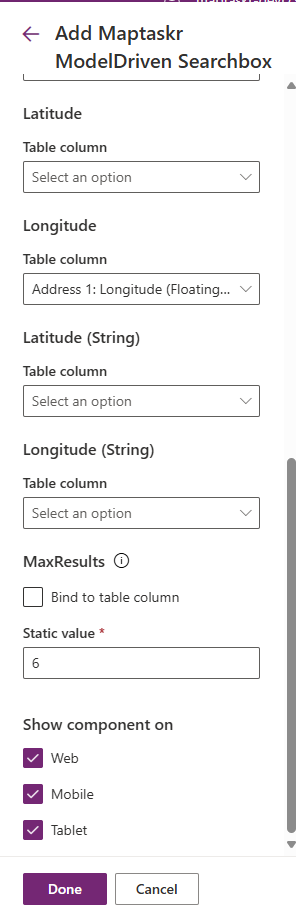 Add Maptaskr
ModelDriven Searchbox
Latitude
Table column
Select an option
Longitude
Table column
Address 1: Longitude (Floating...
Latitude (String)
Table column
Select an option
Longitude (String)
Table column
Select an option
MaxResults
Bind to table column
Static value *
6
Show component on
Web
Mobile
Tablet
Done
Cancel